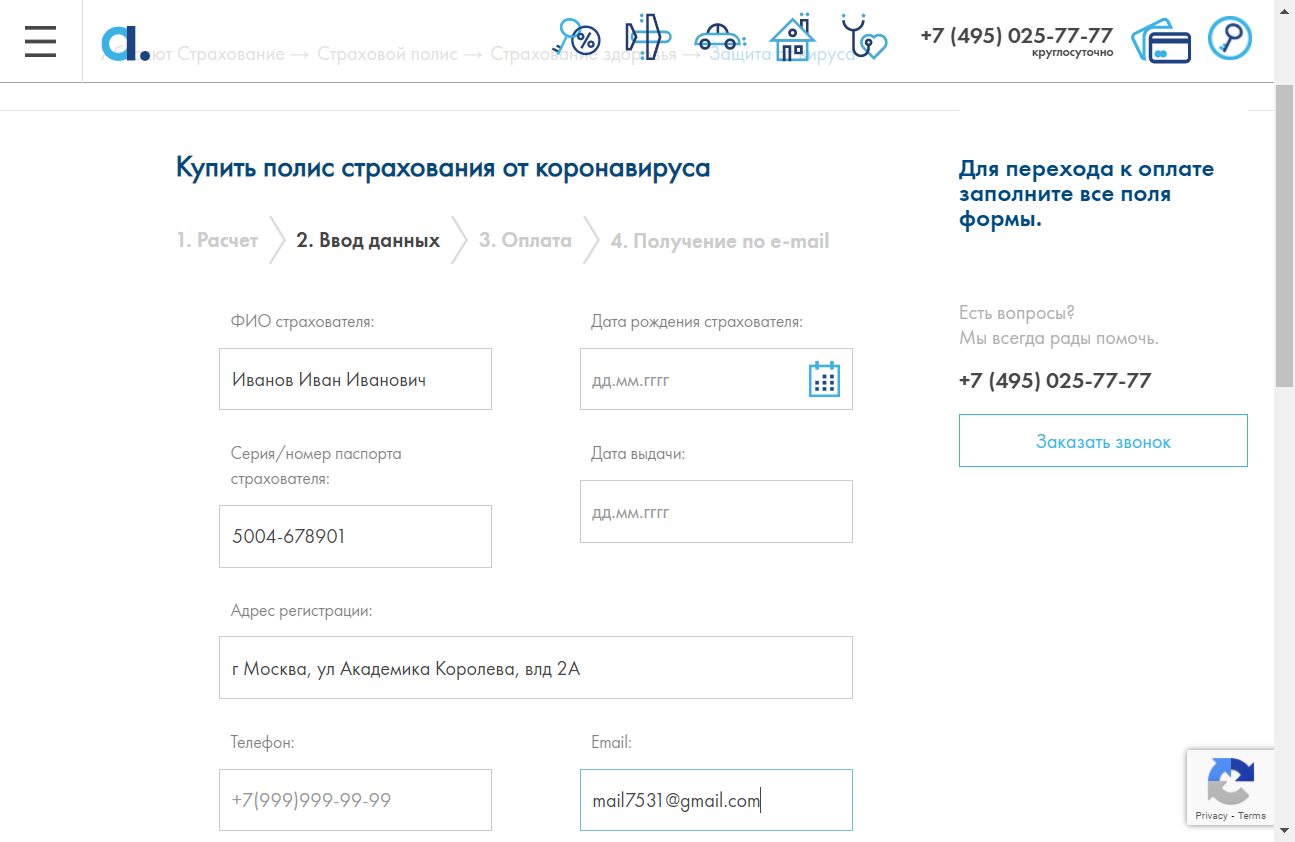 a.
+7 (495) 025-77-77
круглосуточно
Страхование → Страховой полис → Страхование здоровья → Защита
Купить полис страхования от коронавируса
1. Расчет
2. Ввод данных
3. Оплата
4. Получение по e-mail
Для перехода к оплате
заполните все поля
формы.
ФИО страхователя:
Иванов Иван Иванович
Дата рождения страхователя:
дд.мм.гггг
Есть вопросы?
Мы всегда рады помочь.
+7 (495) 025-77-77
Заказать звонок
Серия/номер паспорта
страхователя:
5004-678901
Дата выдачи:
дд.мм.гггг
Адрес регистрации:
г Москва, ул Академика Королева, влд 2А
Телефон:
+7(999)999-99-99
Email:
mail7531@gmail.com
Privacy - Terms